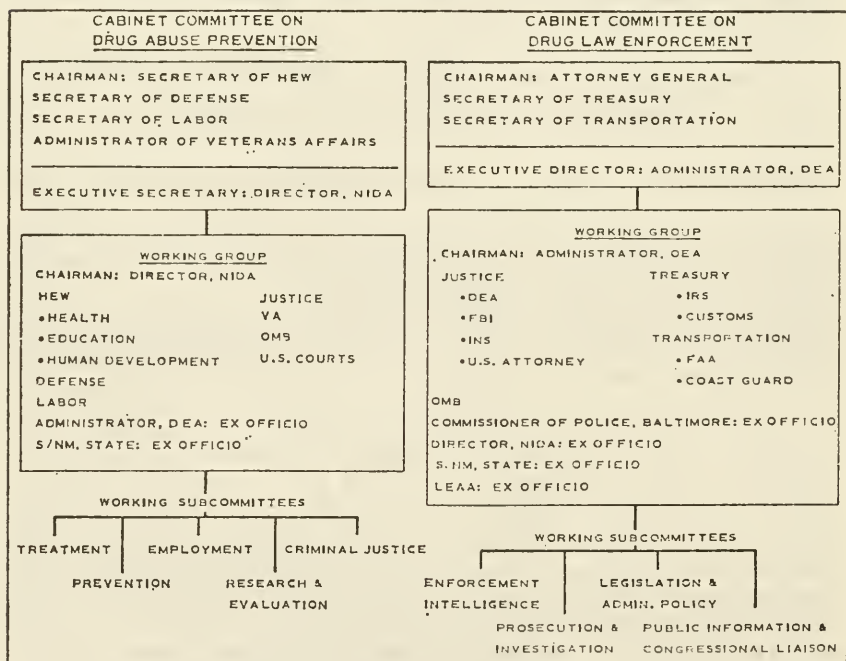 CABINET COMMITTEE ON
DRUG ABUSE PREVENTION
CHAIRMAN: SECRETARY OF HEW
SECRETARY OF DEFENSE
SECRETARY OF LABOR
ADMINISTRATOR OF VETERANS AFFAIRS
EXECUTIVE SECRETARY: DIRECTOR, NIDA
WORKING GROUP
CHAIRMAN: DIRECTOR, NIDA
HEW JUSTICE
•HEALTH VA
•EDUCATION OMB
•HUMAN DEVELOPMENT U.S. COURTS
DEFENSE
LABOR
ADMINISTRATOR, DEA: EX OFFICIO
S/NM, STATE: EX OFFICIO
WORKING SUBCOMMITTEES
TREATMENT EMPLOYMENT CRIMINAL JUSTICE
PREVENTION RESEARCH &
EVALUATION
CABINET COMMITTEE ON
DRUG LAW ENFORCEMENT
CHAIRMAN: ATTORNEY GENERAL
SECRETARY OF TREASURY
SECRETARY OF TRANSPORTATION
EXECUTIVE DIRECTOR: ADMINISTRATOR, DEA
WORKING GROUP
CHAIRMAN: ADMINISTRATOR, DEA
JUSTICE TREASURY
•DEA •IRS
•FBI •CUSTOMS
•INS TRANSPORTATION
•U.S. ATTORNEY •FAA
•COAST GUARD
OMB
COMMISSIONER OF POLICE, BALTIMORE: EX OFFICIO
DIRECTOR, NIDA: EX OFFICIO
S/NM, STATE: EX OFFICIO
LEAA: EX OFFICIO
WORKING SUBCOMMITTEES
ENFORCEMENT LEGISLATION &
INTELLIGENCE ADMIN. POLICY
PROSECUTION & PUBLIC INFORMATION &
INVESTIGATION CONGRESSIONAL LIAISON